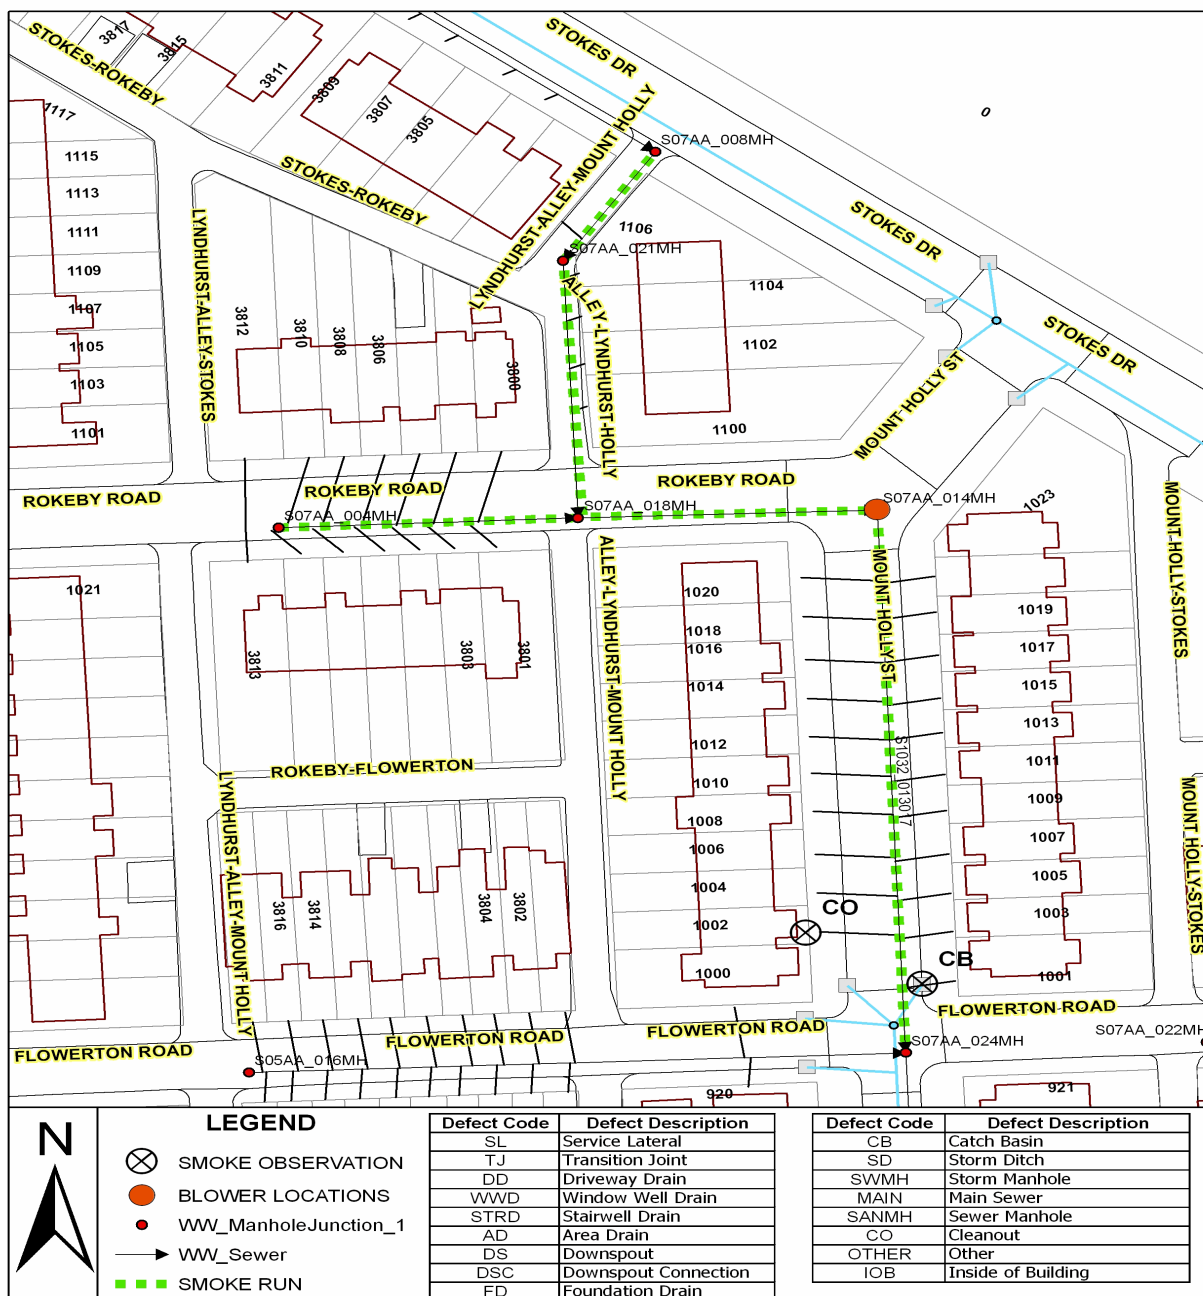 STOKES DR
STOKES-ROKEBY
3817
3815
3811
3809
3807
3805
1117
0
LYNDHURST-ALLEY-MOUNT HOLLY
S07AA_008MH
1115
STOKES-ROKEBY
1113
STOKES DR
1111
LYNDHURST-ALLEY-STOKES
1106
S07AA_021MH
1109
1104
1107
3812
3810
3808
3806
3800
ALLEY-LYNDHURST-HOLLY
1105
1102
STOKES DR
1103
MOUNT HOLLY ST
1101
1100
ROKEBY ROAD
ROKEBY ROAD
ROKEBY ROAD
S07AA_014MH
1023
S07AA_004MH
S07AA_018MH
MOUNT-HOLLY-STOKES
1021
ALLEY-LYNDHURST-MOUNT HOLLY
1020
MOUNT HOLLY ST
1019
1018
1016
1017
3813
3803
3801
1014
1015
1013
1012
S1032_013017
1011
ROKEBY-FLOWERTON
1010
1009
LYNDHURST-ALLEY-MOUNT HOLLY
1008
MOUNT HOLLY-STOKES
1007
1006
1005
1004
CO
1003
3816
3814
3804
3802
1002
CB
1000
1001
FLOWERTON ROAD
FLOWERTON ROAD
FLOWERTON ROAD
FLOWERTON ROAD
S07AA_022MH
S05AA_016MH
S07AA_024MH
920
921
N
LEGEND
SMOKE OBSERVATION
BLOWER LOCATIONS
WW_ManholeJunction_1
WW_Sewer
SMOKE RUN
Defect Code Defect Description
SL Service Lateral
TJ Transition Joint
DD Driveway Drain
WWD Window Well Drain
STRD Stairwell Drain
AD Area Drain
DS Downspout
DSC Downspout Connection
FD Foundation Drain
Defect Code Defect Description
CB Catch Basin
SD Storm Ditch
SWMH Storm Manhole
MAIN Main Sewer
SANMH Sewer Manhole
CO Cleanout
OTHER Other
IOB Inside of Building